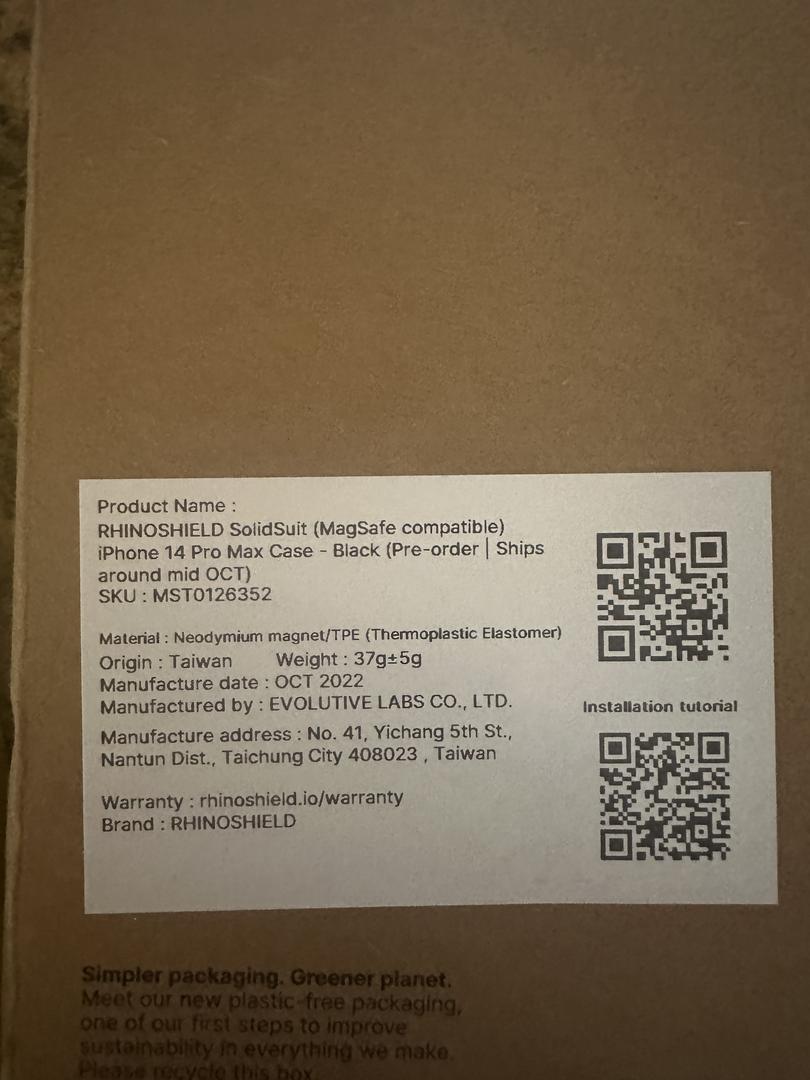 Product Name :
RHINOSHIELD SolidSuit (MagSafe compatible)
iPhone 14 Pro Max Case - Black (Pre-order | Ships
around mid OCT)
SKU : MST0126352
Material : Neodymium magnet/TPE (Thermoplastic Elastomer)
Origin : Taiwan Weight : 37g±5g
Manufacture date : OCT 2022
Manufactured by : EVOLUTIVE LABS CO., LTD.
Manufacture address : No. 41, Yichang 5th St.,
Nantun Dist., Taichung City 408023 , Taiwan
Warranty : rhinoshield.io/warranty
Brand : RHINOSHIELD
Installation tutorial
Simpler packaging. Greener planet.
Meet our new plastic-free packaging,
one of our first steps to improve
sustainability in everything we make.
Please recycle this box